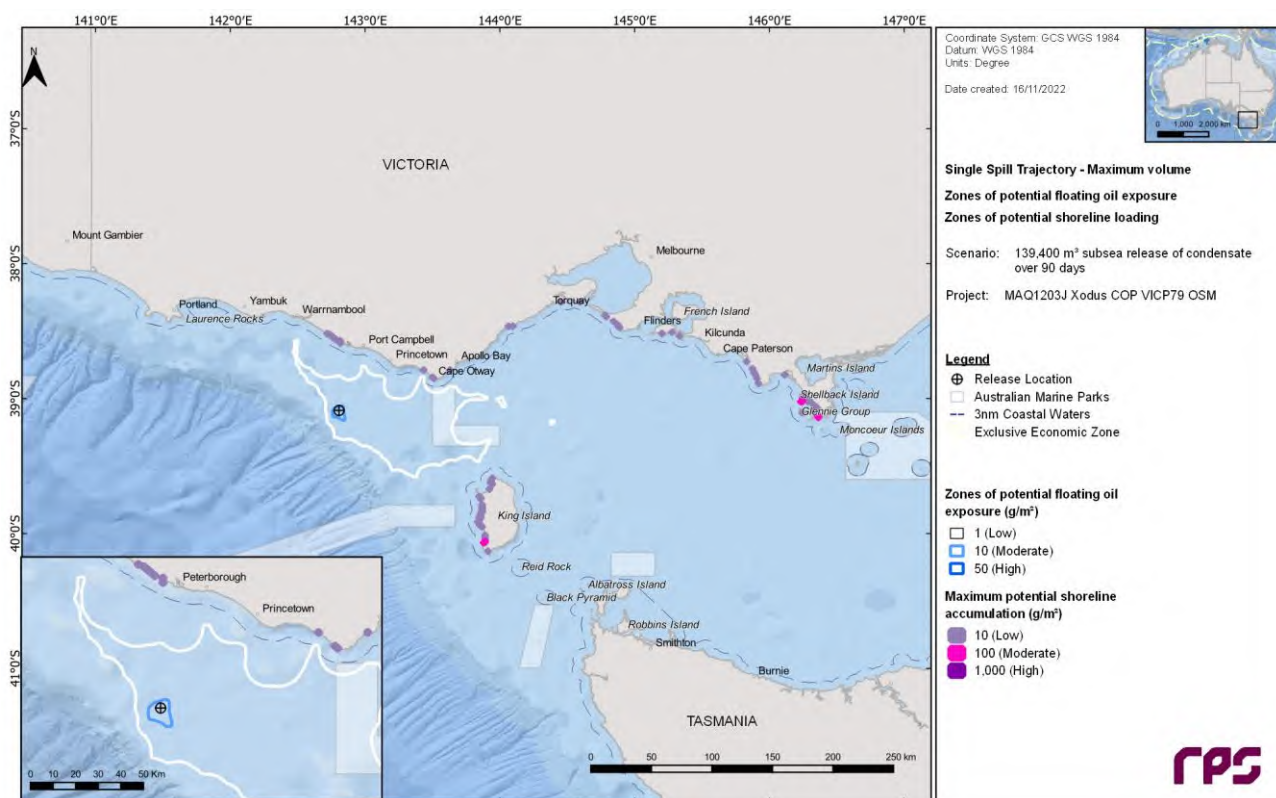 141°0'E 142°0'E 143°0'E 144°0'E 145°0'E 146°0'E 147°0'E
N
37°0'S
38°0'S
39°0'S
40°0'S
41°0'S
VICTORIA
Mount Gambier
Melbourne
Portland
Yambuk
Laurence Rocks
Warrnambool
Torquay
French Island
Flinders
Port Campbell
Kilcunda
Princetown
Apollo Bay
Cape Otway
Cape Paterson
Martins Island
Shellback Island
Glennie Group
Moncoeur Islands
King Island
Reid Rock
Albatross Island
Black Pyramid
Robbins Island
Smithton
Burnie
TASMANIA
0 50 100 150 200 250 km
Peterborough
Princetown
0 10 20 30 40 50 Km
Coordinate System: GCS WGS 1984
Datum: WGS 1984
Units: Degree
Date created: 16/11/2022
0 1,000 2,000 km
Single Spill Trajectory - Maximum volume
Zones of potential floating oil exposure
Zones of potential shoreline loading
Scenario: 139,400 m³ subsea release of condensate
over 90 days
Project: MAQ1203J Xodus COP VICP79 OSM
Legend
Release Location
Australian Marine Parks
3nm Coastal Waters
Exclusive Economic Zone
Zones of potential floating oil
exposure (g/m²)
1 (Low)
10 (Moderate)
50 (High)
Maximum potential shoreline
accumulation (g/m²)
10 (Low)
100 (Moderate)
1,000 (High)
rps